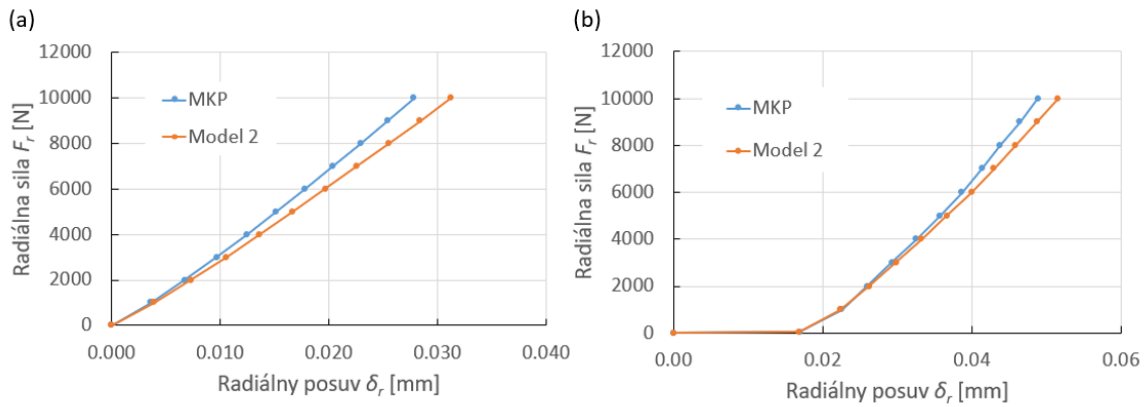 (a)
12000
10000
8000
6000
4000
2000
0
Radiálna sila Fr [N]
MKP
Model 2
0.000 0.010 0.020 0.030 0.040
Radiálny posuv δr [mm]
(b)
12000
10000
8000
6000
4000
2000
0
Radiálna sila Fr [N]
MKP
Model 2
0.00 0.02 0.04 0.06
Radiálny posuv δr [mm]